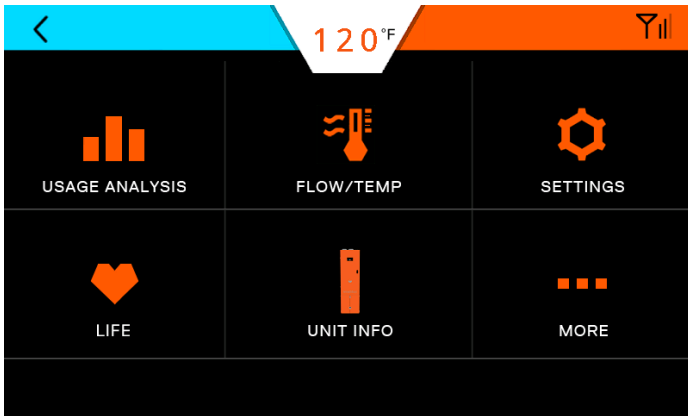 120°F
USAGE ANALYSIS
FLOW/TEMP
SETTINGS
LIFE
UNIT INFO
MORE